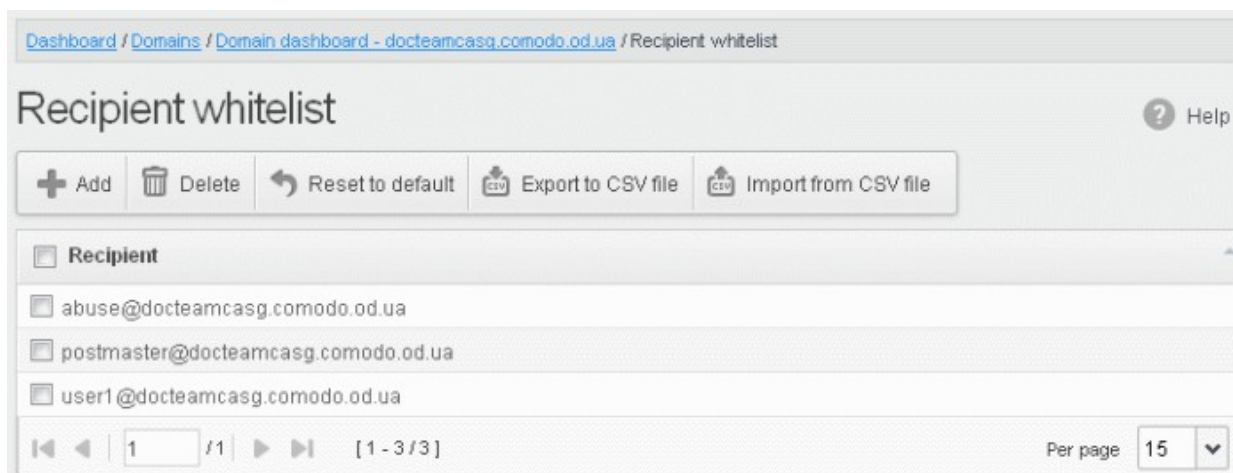 Dashboard / Domains / Domain dashboard - docteamcasg.comodo.od.ua / Recipient whitelist
Recipient whitelist
? Help
Add Delete Reset to default CSV Export to CSV file CSV Import from CSV file
Recipient
abuse@docteamcasg.comodo.od.ua
postmaster@docteamcasg.comodo.od.ua
user1@docteamcasg.comodo.od.ua
1 /1 [ 1 - 3 / 3 ] Per page 15